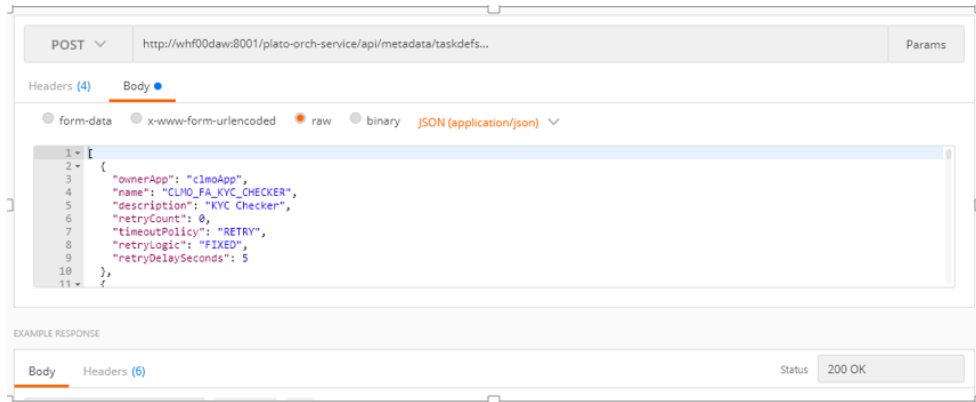 POST http://whf00daw:8001/plato-orch-service/api/metadata/taskdefs... Params
Headers (4) Body
form-data x-www-form-urlencoded raw binary JSON (application/json)
1 [
2 {
3 "ownerApp": "clmoApp",
4 "name": "CLMO_FA_KYC_CHECKER",
5 "description": "KYC Checker",
6 "retryCount": 0,
7 "timeoutPolicy": "RETRY",
8 "retryLogic": "FIXED",
9 "retryDelaySeconds": 5
10 },
11 {
EXAMPLE RESPONSE
Body Headers (6) Status 200 OK